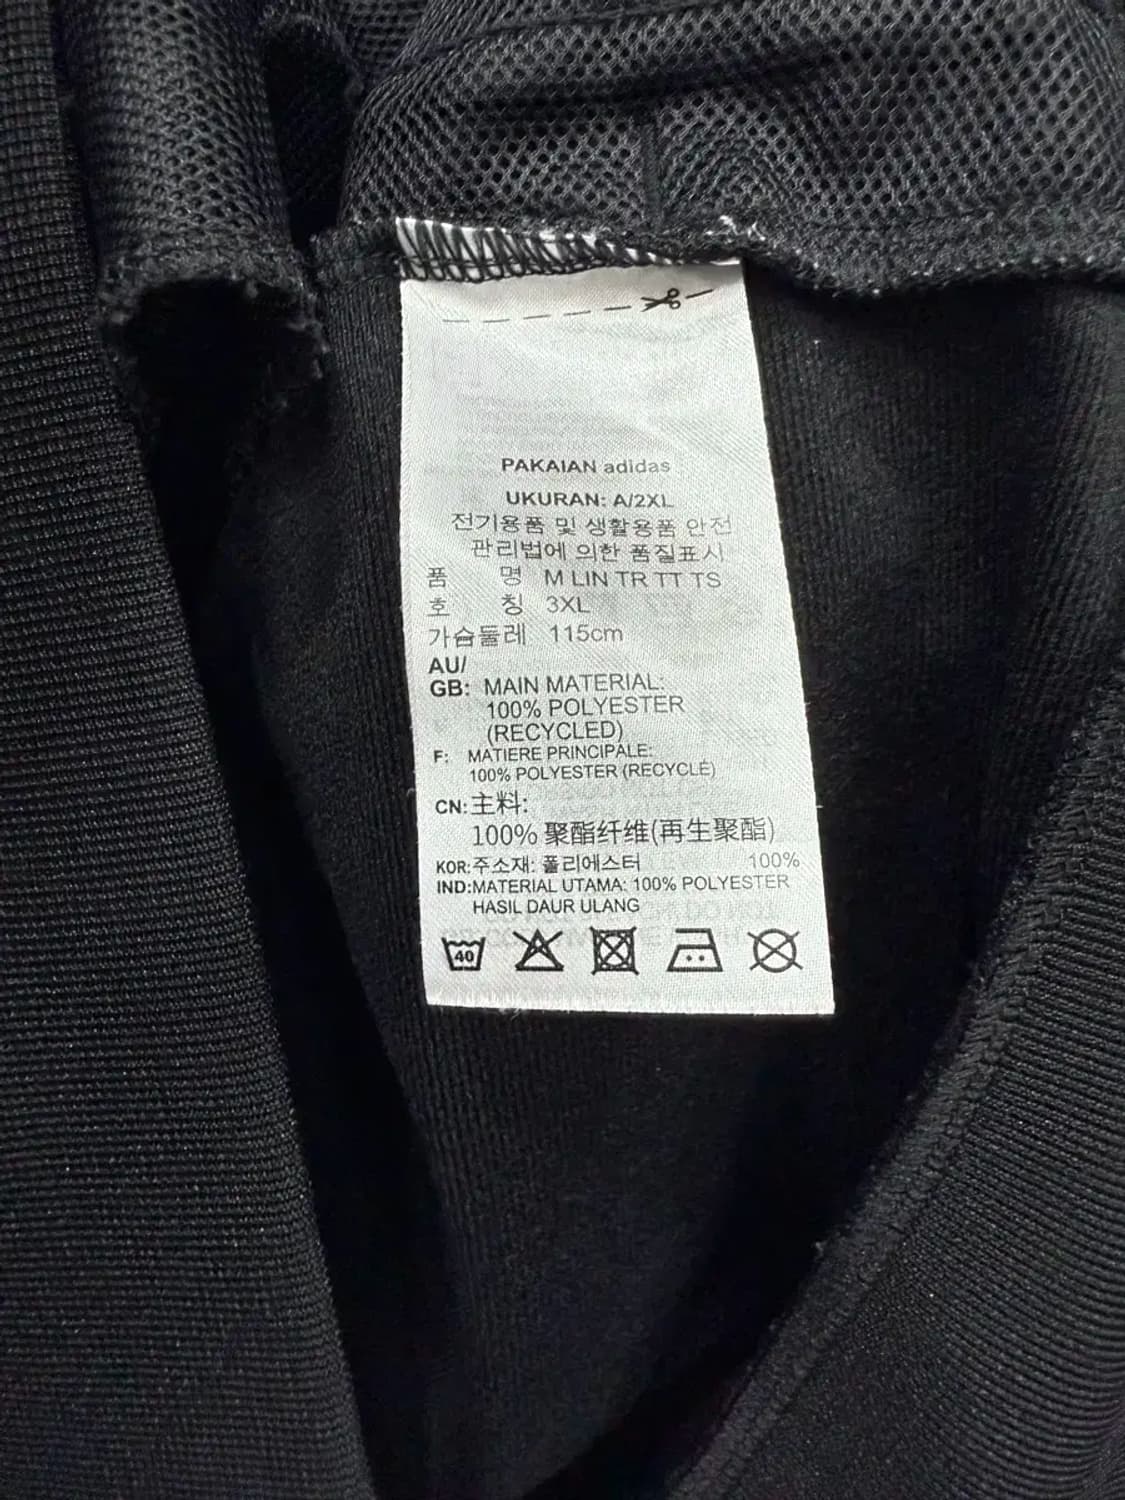 PAKAIAN adidas
UKURAN: A/2XL
전기용품 및 생활용품 안전
관리법에 의한 품질표시
품 명 M LIN TR TT TS
호 칭 3XL
가슴둘레 115cm
AU/
GB: MAIN MATERIAL:
100% POLYESTER
(RECYCLED)
F: MATIERE PRINCIPALE:
100% POLYESTER (RECYCLÉ)
CN: 主料:
100% 聚酯纤维(再生聚酯)
KOR: 주소재: 폴리에스터 100%
IND: MATERIAL UTAMA: 100% POLYESTER
HASIL DAUR ULANG
40